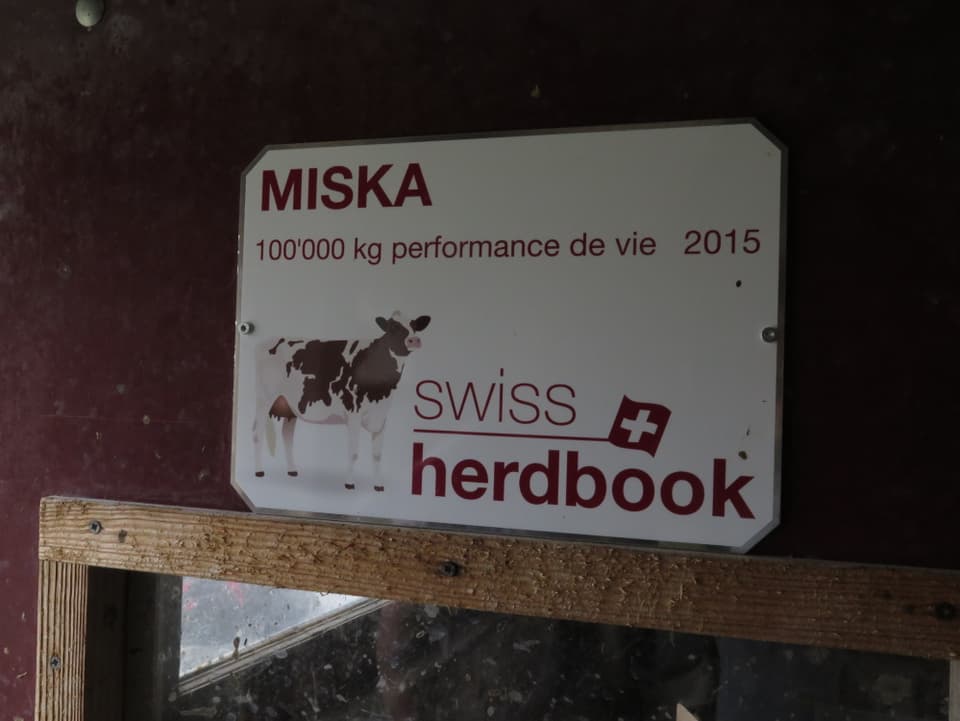 MISKA
100'000 kg performance de vie 2015
swiss
herdbook